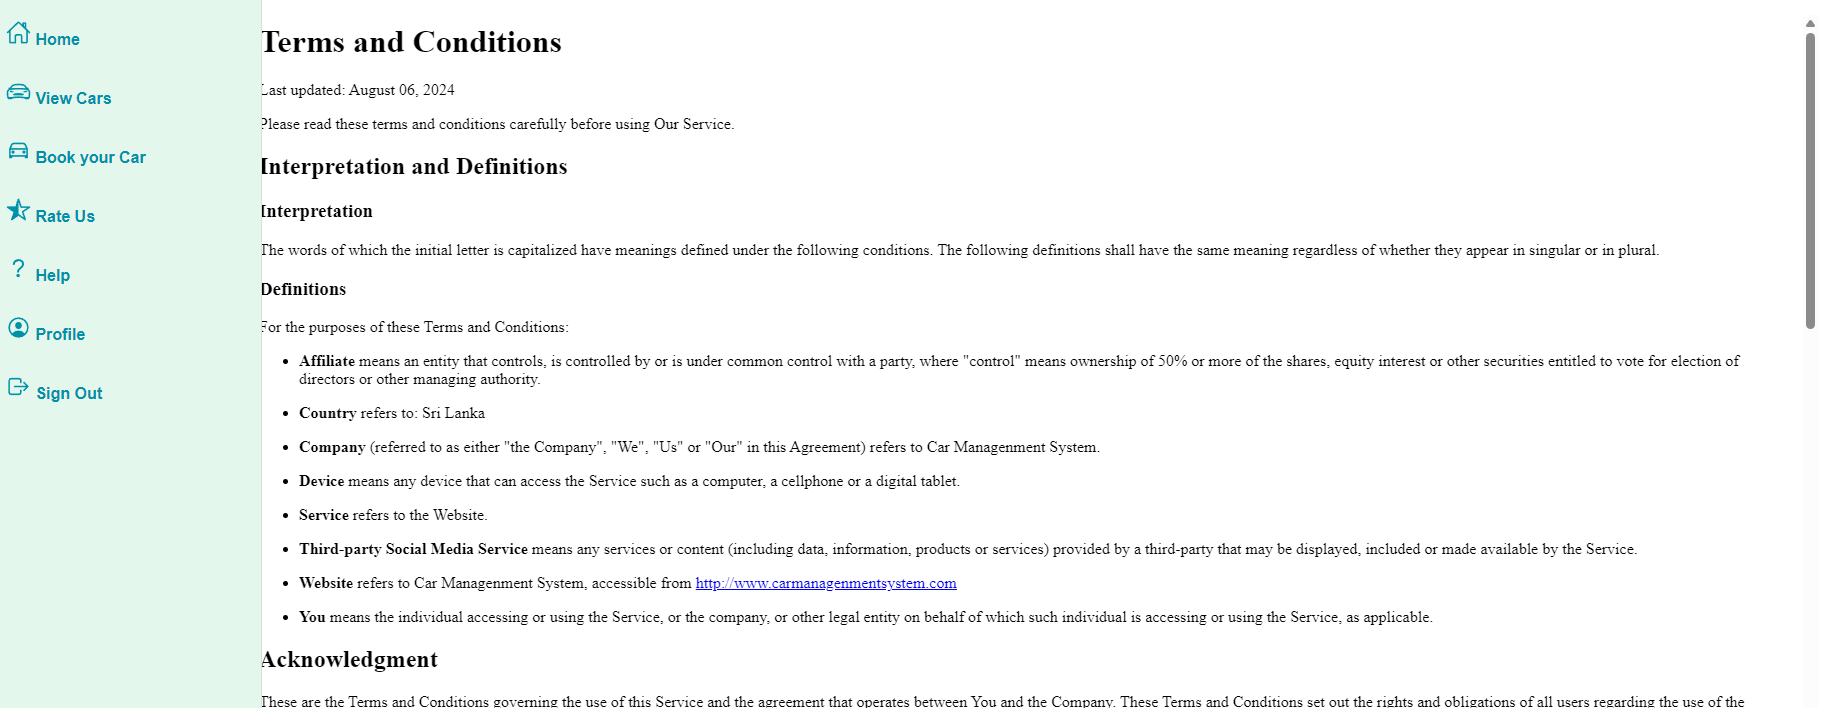 Home
View Cars
Book your Car
Rate Us
Help
Profile
Sign Out
Terms and Conditions
Last updated: August 06, 2024
Please read these terms and conditions carefully before using Our Service.
Interpretation and Definitions
Interpretation
The words of which the initial letter is capitalized have meanings defined under the following conditions. The following definitions shall have the same meaning regardless of whether they appear in singular or in plural.
Definitions
For the purposes of these Terms and Conditions:
• Affiliate means an entity that controls, is controlled by or is under common control with a party, where "control" means ownership of 50% or more of the shares, equity interest or other securities entitled to vote for election of
directors or other managing authority.
• Country refers to: Sri Lanka
• Company (referred to as either "the Company", "We", "Us" or "Our" in this Agreement) refers to Car Managenment System.
• Device means any device that can access the Service such as a computer, a cellphone or a digital tablet.
• Service refers to the Website.
• Third-party Social Media Service means any services or content (including data, information, products or services) provided by a third-party that may be displayed, included or made available by the Service.
• Website refers to Car Managenment System, accessible from http://www.carmanagenmentsystem.com
• You means the individual accessing or using the Service, or the company, or other legal entity on behalf of which such individual is accessing or using the Service, as applicable.
Acknowledgment
These are the Terms and Conditions governing the use of this Service and the agreement that operates between You and the Company. These Terms and Conditions set out the rights and obligations of all users regarding the use of the